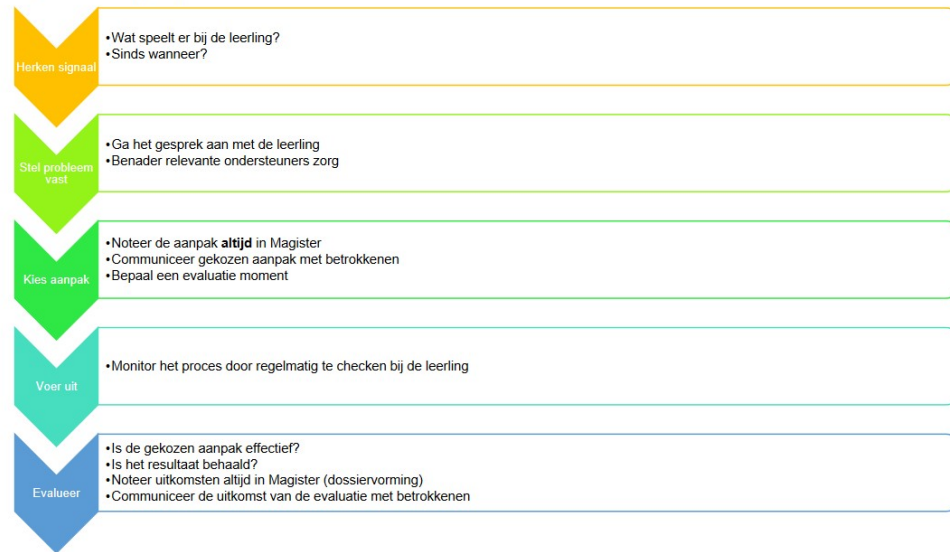 Herken signaal
•Wat speelt er bij de leerling?
•Sinds wanneer?
Stel probleem
vast
•Ga het gesprek aan met de leerling
•Benader relevante ondersteuners zorg
Kies aanpak
•Noteer de aanpak altijd in Magister
•Communiceer gekozen aanpak met betrokkenen
•Bepaal een evaluatie moment
Voer uit
•Monitor het proces door regelmatig te checken bij de leerling
Evalueer
•Is de gekozen aanpak effectief?
•Is het resultaat behaald?
•Noteer uitkomsten altijd in Magister (dossiervorming)
•Communiceer de uitkomst van de evaluatie met betrokkenen